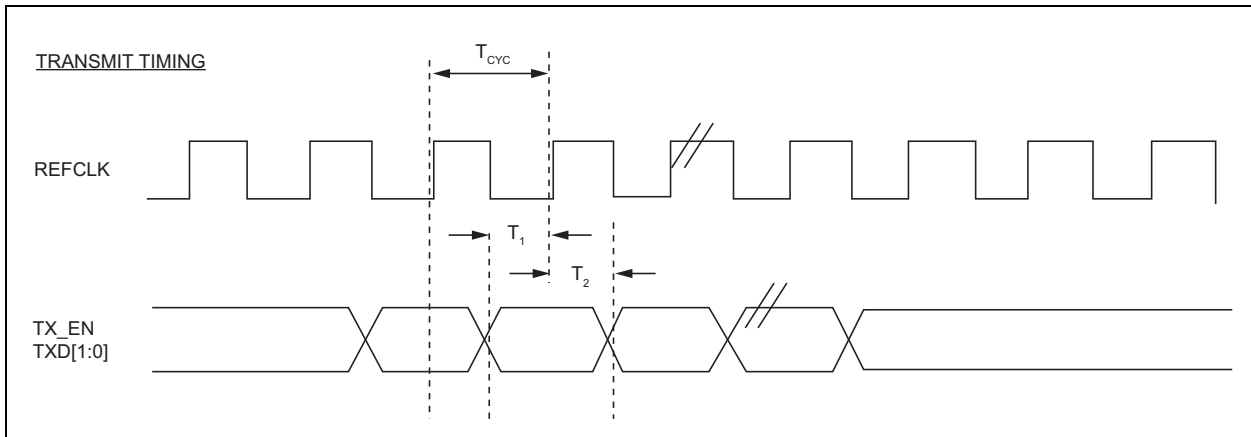 TRANSMIT TIMING
TCYC
REFCLK
T1
T2
TX_EN
TXD[1:0]